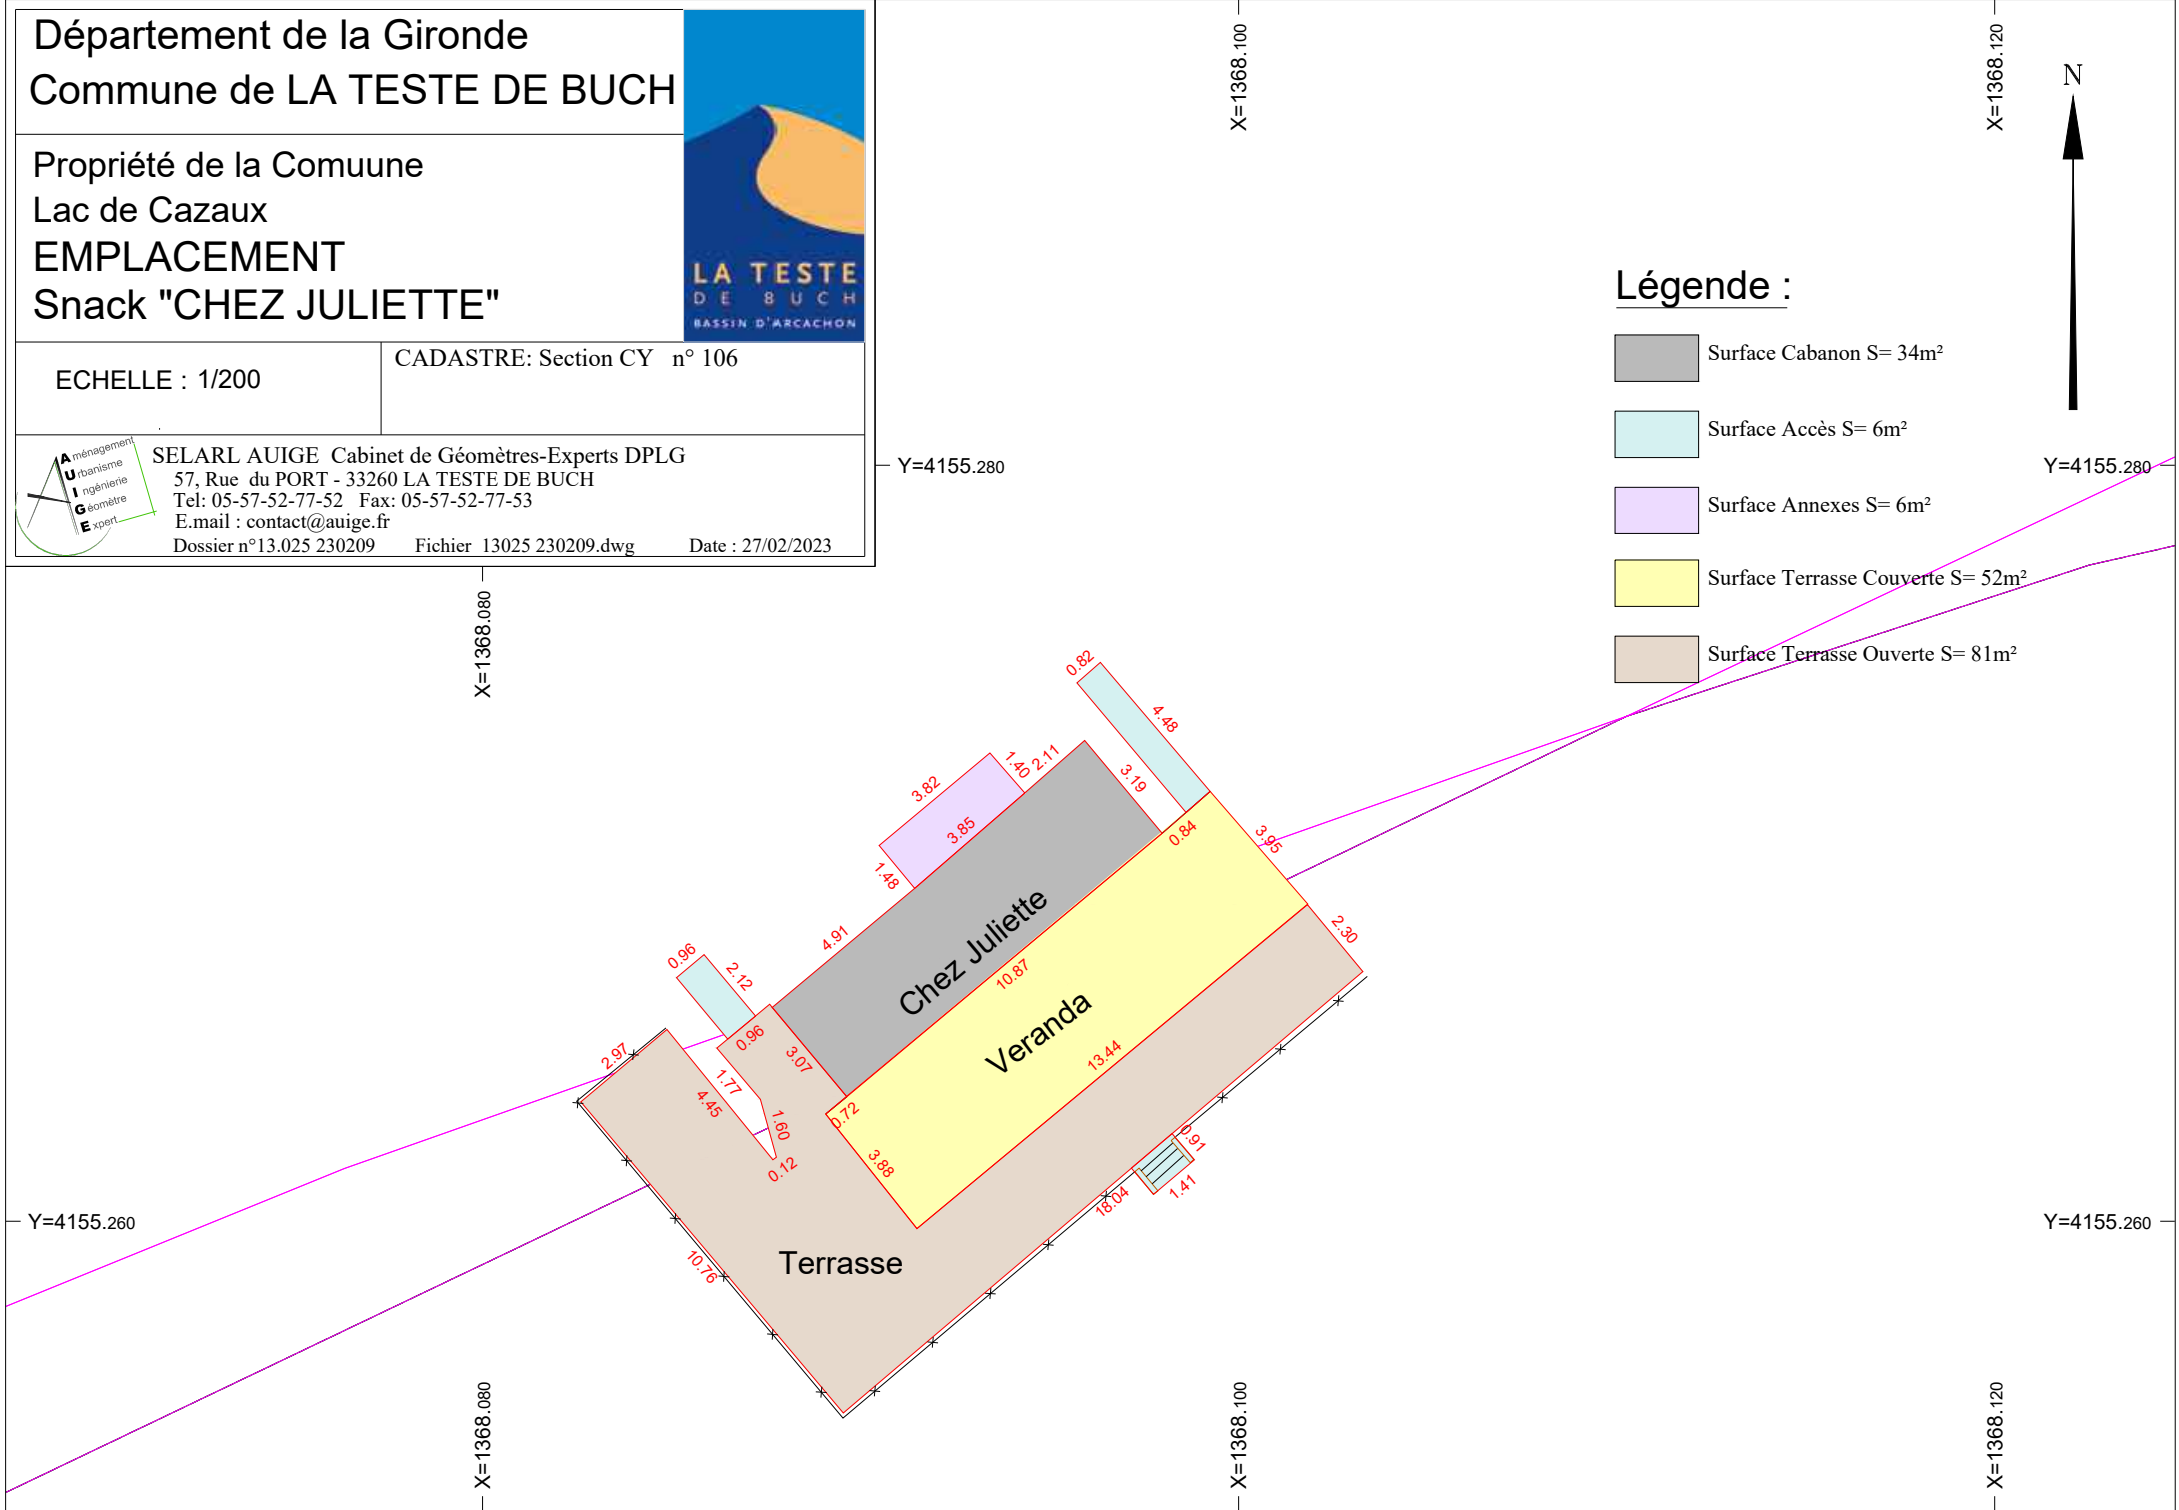 Département de la Gironde
Commune de LA TESTE DE BUCH
Propriété de la Comuune
Lac de Cazaux
EMPLACEMENT
Snack "CHEZ JULIETTE"
LA TESTE
DE BUCH
BASSIN D'ARCACHON
ECHELLE : 1/200
CADASTRE: Section CY n° 106
Aménagement
Urbanisme
Ingénierie
Géomètre
Expert
SELARL AUIGE Cabinet de Géomètres-Experts DPLG
57, Rue du PORT - 33260 LA TESTE DE BUCH
Tel: 05-57-52-77-52 Fax: 05-57-52-77-53
E.mail : contact@auige.fr
Dossier n°13.025 230209 Fichier 13025 230209.dwg Date : 27/02/2023
X=1368.100
X=1368.120
N
Légende :
Surface Cabanon S= 34m²
Surface Accès S= 6m²
Surface Annexes S= 6m²
Surface Terrasse Couverte S= 52m²
Surface Terrasse Ouverte S= 81m²
Y=4155.280
Y=4155.280
X=1368.080
0.82
4.48
2.11
1.40
3.19
3.82
3.85
0.84
3.95
1.48
4.91
Chez Juliette
2.30
0.96
2.12
10.87
0.96
3.07
Veranda
2.97
1.77
13.44
4.45
0.72
1.60
0.12
3.88
0.91
1.41
18.04
Y=4155.260
Y=4155.260
10.76
Terrasse
X=1368.080
X=1368.100
X=1368.120